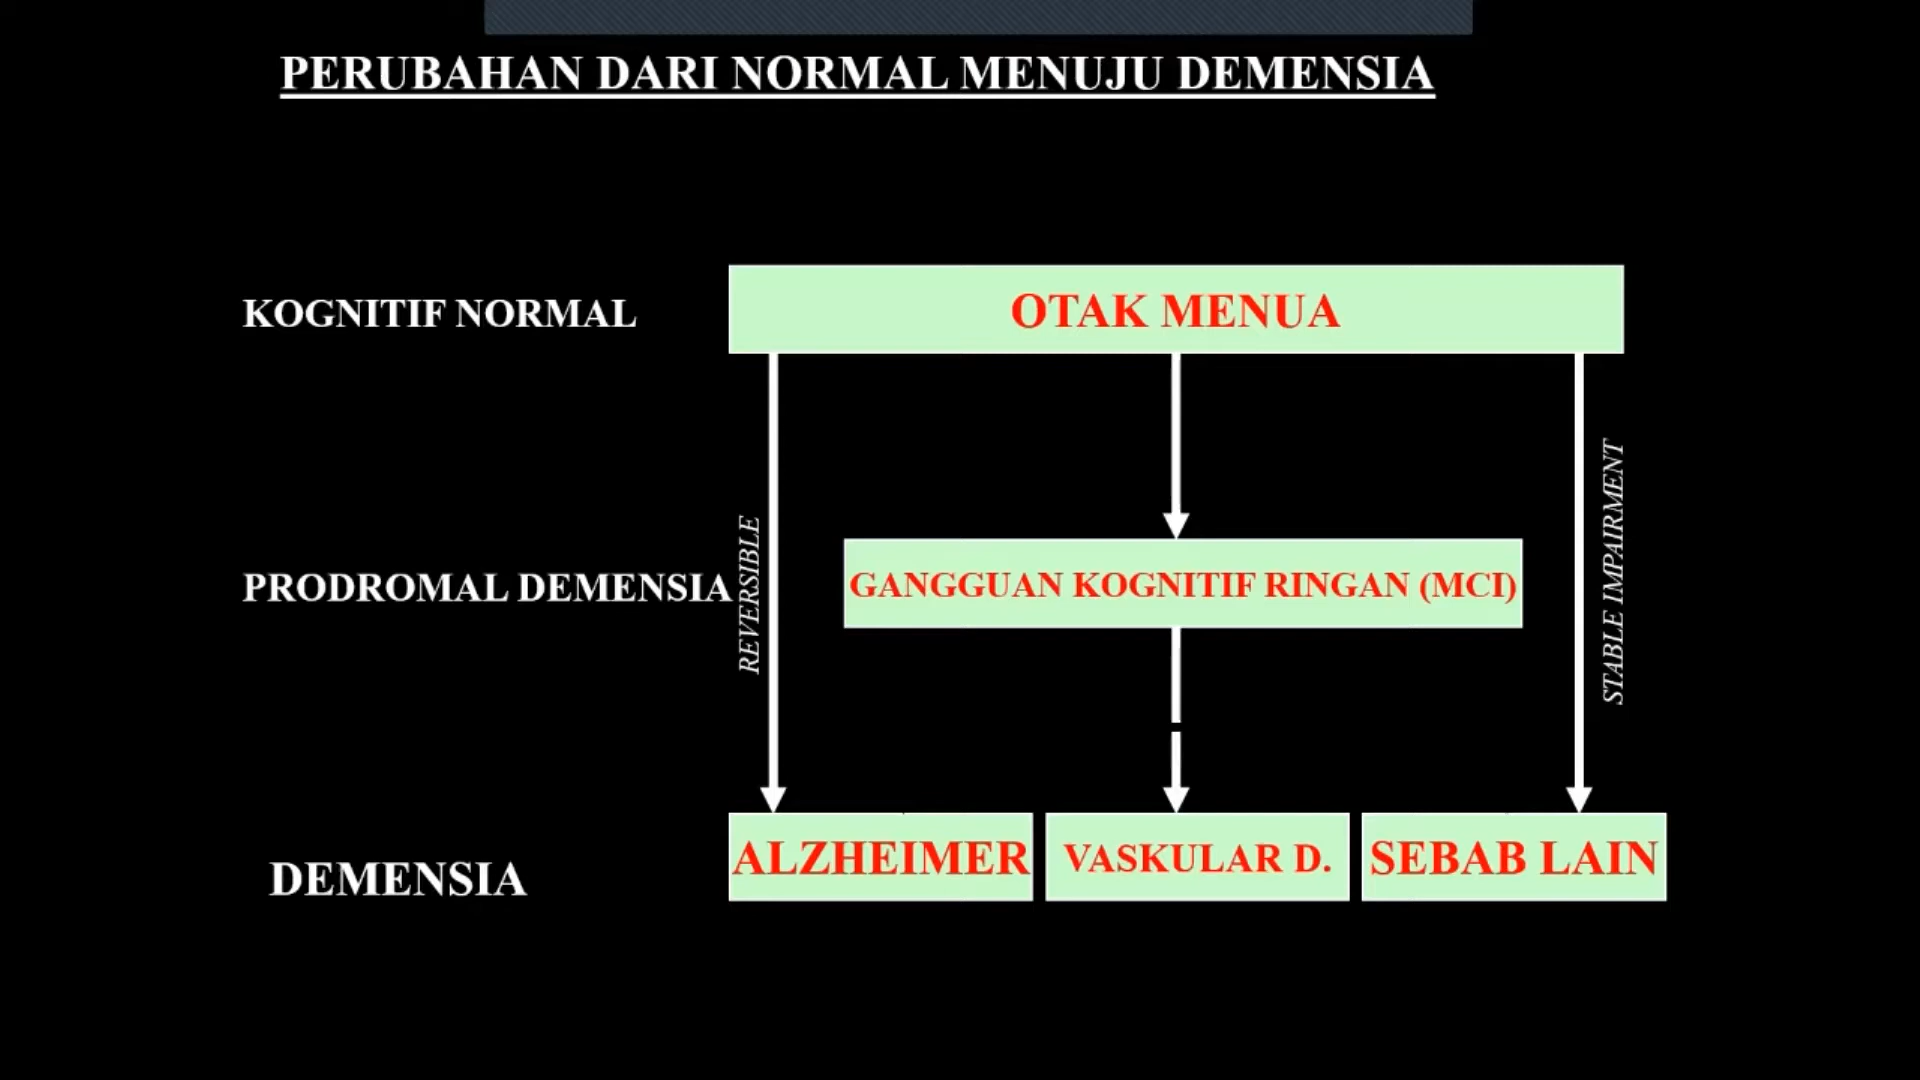 PERUBAHAN DARI NORMAL MENUJU DEMENSIA
KOGNITIF NORMAL
OTAK MENUA
PRODROMAL DEMENSIA
REVERSIBLE
GANGGUAN KOGNITIF RINGAN (MCI)
STABLE IMPAIRMENT
DEMENSIA
ALZHEIMER
VASKULAR D.
SEBAB LAIN